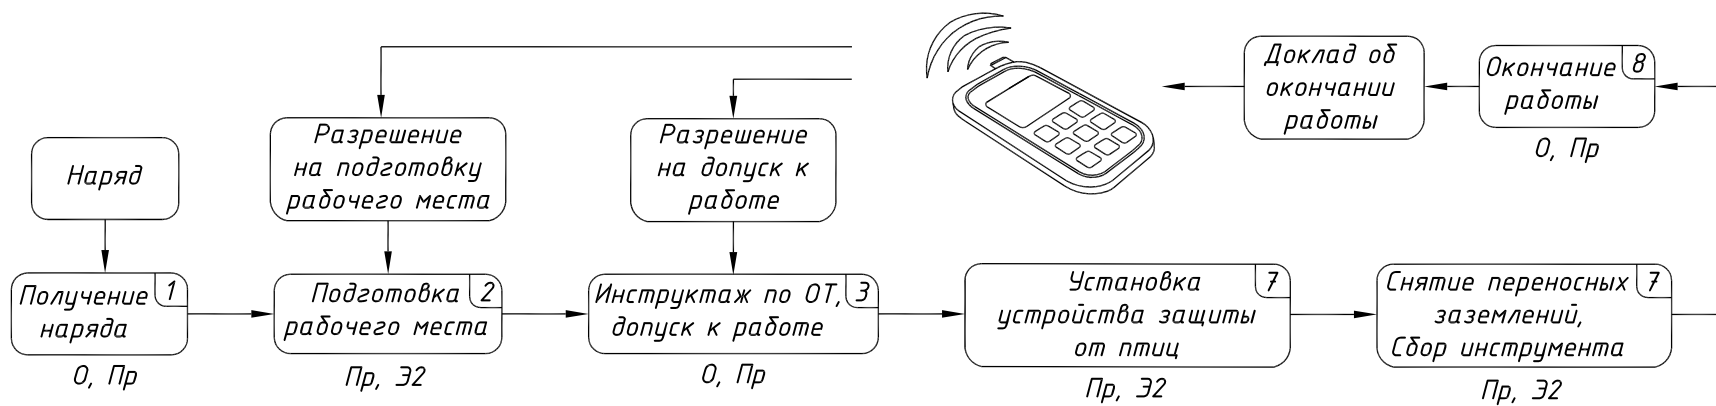 Наряд
Разрешение
на подготовку
рабочего места
Разрешение
на допуск к
работе
Доклад об
окончании
работы
Окончание
работы
8
О, Пр
Получение
наряда
1
О, Пр
Подготовка
рабочего места
2
Пр, Э2
Инструктаж по ОТ,
допуск к работе
3
О, Пр
Установка
устройства защиты
от птиц
7
Пр, Э2
Снятие переносных
заземлений,
Сбор инструмента
7
Пр, Э2